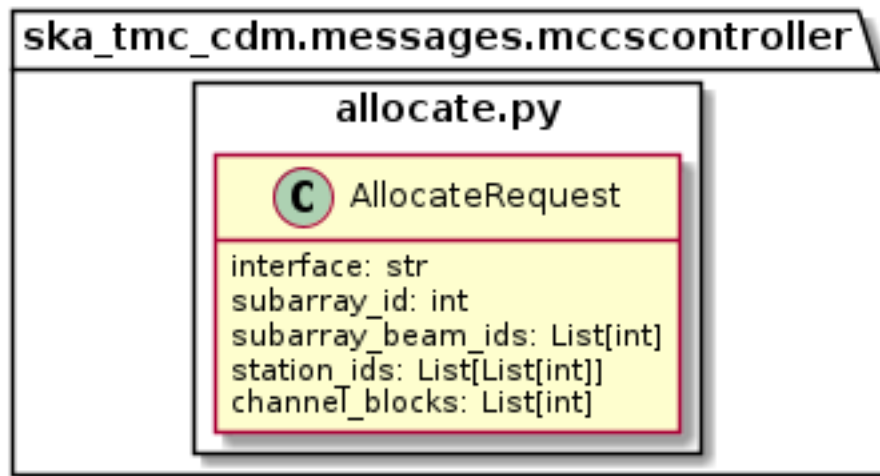 ska_tmc_cdm.messages.mccscontroller
allocate.py
C AllocateRequest
interface: str
subarray_id: int
subarray_beam_ids: List[int]
station_ids: List[List[int]]
channel_blocks: List[int]